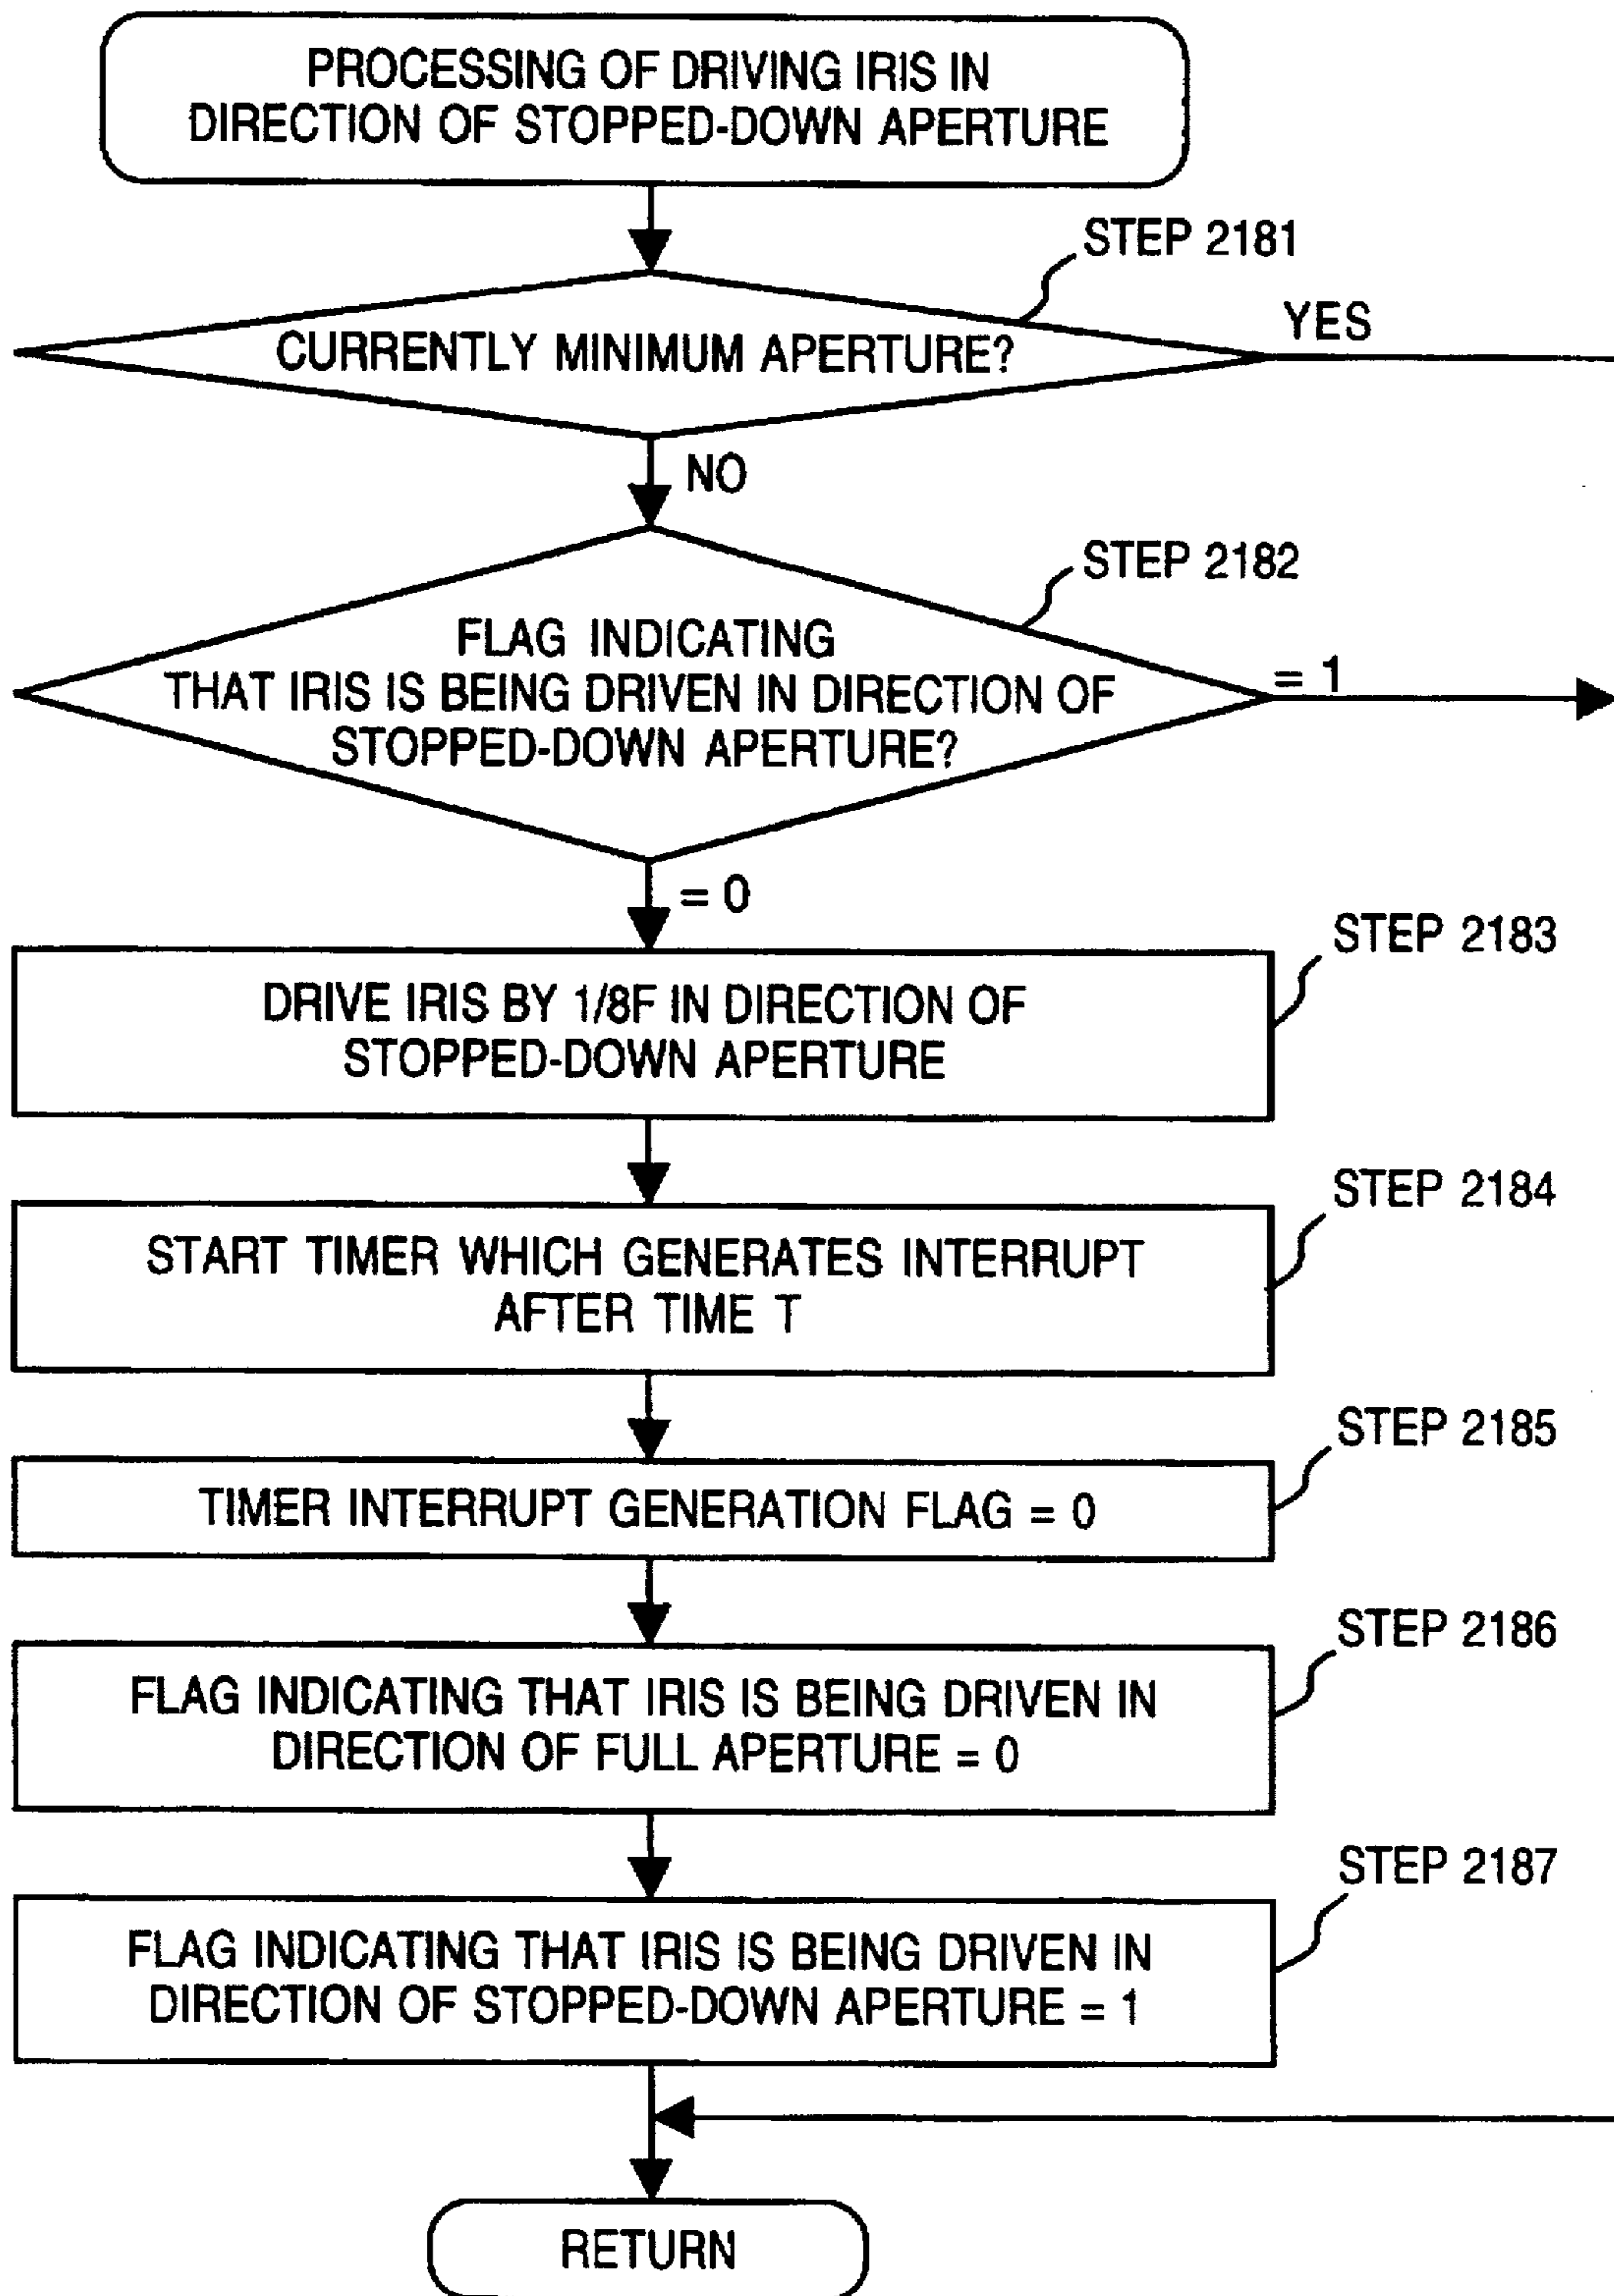 PROCESSING OF DRIVING IRIS IN
DIRECTION OF STOPPED-DOWN APERTURE
STEP 2181
CURRENTLY MINIMUM APERTURE?
YES
NO
STEP 2182
FLAG INDICATING
THAT IRIS IS BEING DRIVEN IN DIRECTION OF
STOPPED-DOWN APERTURE?
= 1
= 0
STEP 2183
DRIVE IRIS BY 1/8F IN DIRECTION OF
STOPPED-DOWN APERTURE
STEP 2184
START TIMER WHICH GENERATES INTERRUPT
AFTER TIME T
STEP 2185
TIMER INTERRUPT GENERATION FLAG = 0
STEP 2186
FLAG INDICATING THAT IRIS IS BEING DRIVEN IN
DIRECTION OF FULL APERTURE = 0
STEP 2187
FLAG INDICATING THAT IRIS IS BEING DRIVEN IN
DIRECTION OF STOPPED-DOWN APERTURE = 1
RETURN